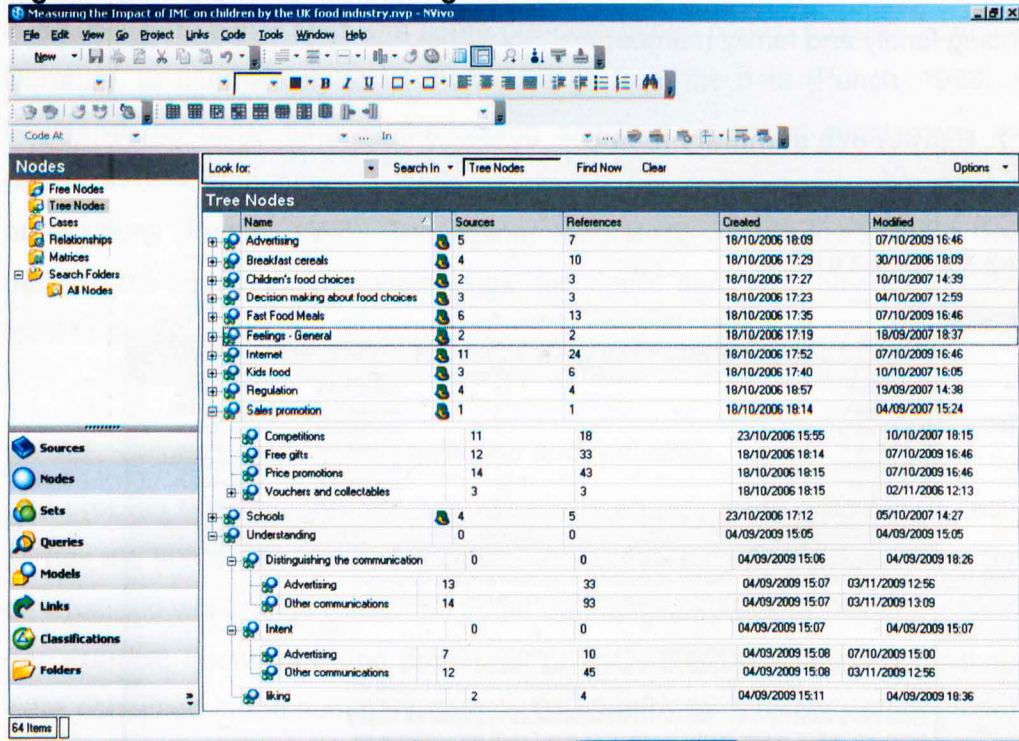 Measuring the Impact of IMC on children by the UK food industry.nvp - NVivo
File Edit View Go Project Links Code Tools Window Help
New
B I U
Code At In
Nodes
Look for: Search In Tree Nodes Find Now Clear Options
Free Nodes
Tree Nodes
Cases
Relationships
Matrices
Search Folders
All Nodes
Tree Nodes
Name Sources References Created Modified
Advertising 5 7 18/10/2006 18:09 07/10/2009 16:46
Breakfast cereals 4 10 18/10/2006 17:29 30/10/2006 18:09
Children's food choices 2 3 18/10/2006 17:27 10/10/2007 14:39
Decision making about food choices 3 3 18/10/2006 17:23 04/10/2007 12:59
Fast Food Meals 6 13 18/10/2006 17:35 07/10/2009 16:46
Feelings - General 2 2 18/10/2006 17:19 18/09/2007 18:37
Internet 11 24 18/10/2006 17:52 07/10/2009 16:46
Kids food 3 6 18/10/2006 17:40 10/10/2007 16:05
Regulation 4 4 18/10/2006 18:57 19/09/2007 14:38
Sales promotion 1 1 18/10/2006 18:14 04/09/2007 15:24
Competitions 11 18 23/10/2006 15:55 10/10/2007 18:15
Free gifts 12 33 18/10/2006 18:14 07/10/2009 16:46
Price promotions 14 43 18/10/2006 18:15 07/10/2009 16:46
Vouchers and collectables 3 3 18/10/2006 18:15 02/11/2006 12:13
Schools 4 5 23/10/2006 17:12 05/10/2007 14:27
Understanding 0 0 04/09/2009 15:05 04/09/2009 15:05
Distinguishing the communication 0 0 04/09/2009 15:06 04/09/2009 18:26
Advertising 13 33 04/09/2009 15:07 03/11/2009 12:56
Other communications 14 93 04/09/2009 15:07 03/11/2009 13:09
Intent 0 0 04/09/2009 15:07 04/09/2009 15:07
Advertising 7 10 04/09/2009 15:08 07/10/2009 15:00
Other communications 12 45 04/09/2009 15:08 03/11/2009 12:56
liking 2 4 04/09/2009 15:11 04/09/2009 18:36
Sources
Nodes
Sets
Queries
Models
Links
Classifications
Folders
64 Items